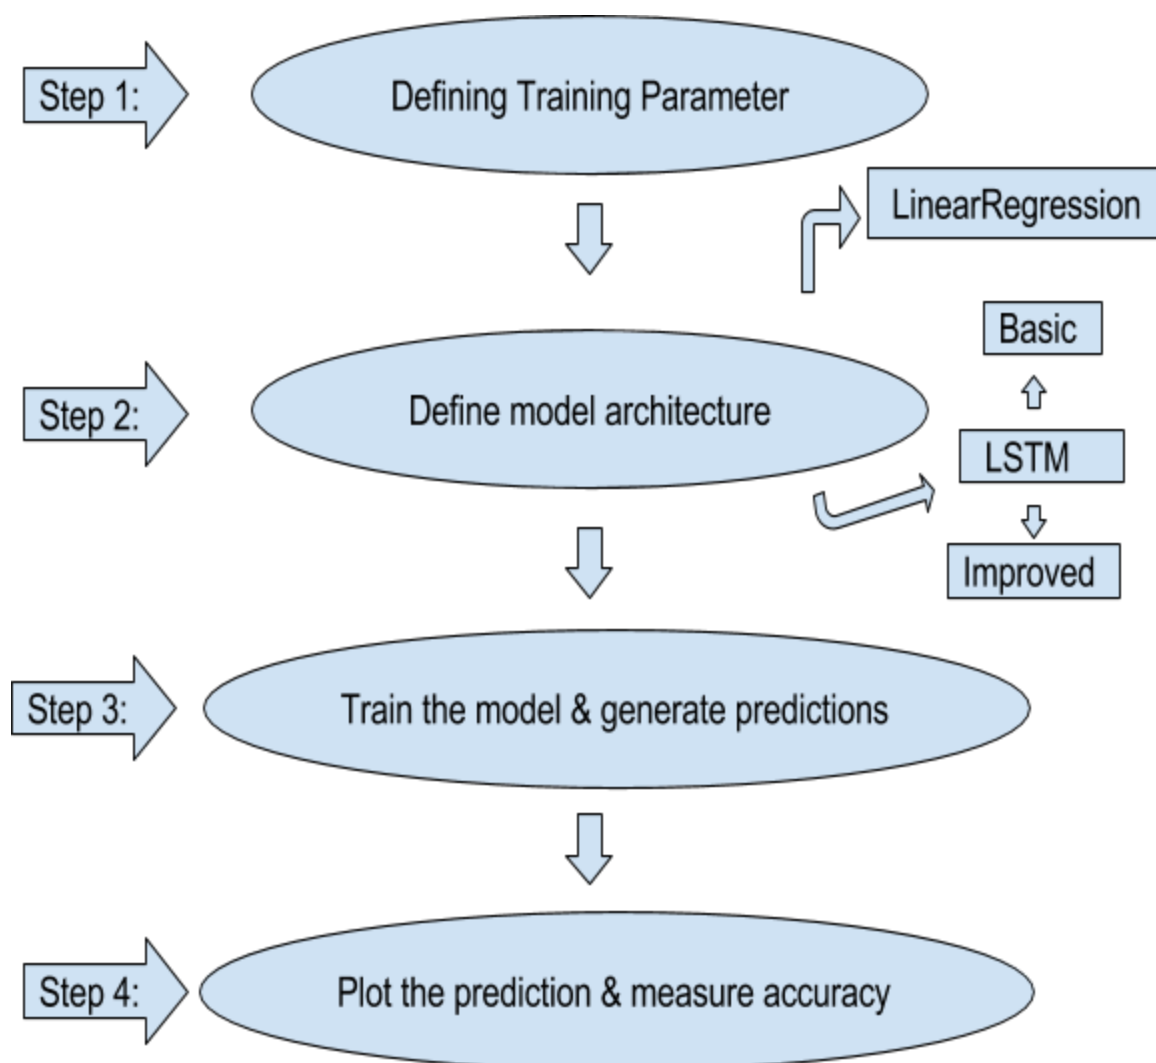 Step 1:
Defining Training Parameter
LinearRegression
Basic
Step 2:
Define model architecture
LSTM
Improved
Step 3:
Train the model & generate predictions
Step 4:
Plot the prediction & measure accuracy